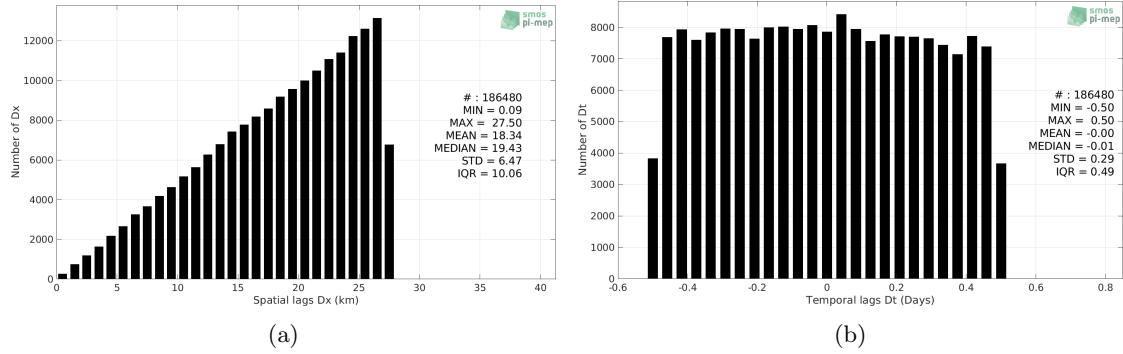 smos
pi-mep
12000
10000
8000
6000
4000
2000
0
Number of Dx
# : 186480
MIN = 0.09
MAX = 27.50
MEAN = 18.34
MEDIAN = 19.43
STD = 6.47
IQR = 10.06
0 5 10 15 20 25 30 35 40
Spatial lags Dx (km)
(a)
smos
pi-mep
8000
7000
6000
5000
4000
3000
2000
1000
0
Number of Dt
# : 186480
MIN = -0.50
MAX = 0.50
MEAN = -0.00
MEDIAN = -0.01
STD = 0.29
IQR = 0.49
-0.6 -0.4 -0.2 0 0.2 0.4 0.6 0.8
Temporal lags Dt (Days)
(b)